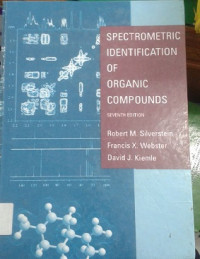 SPECTROMETRIC
IDENTIFICATION
OF
ORGANIC
COMPOUNDS
SEVENTH EDITION
Robert M. Silverstein
Francis X. Webster
David J. Kiemle